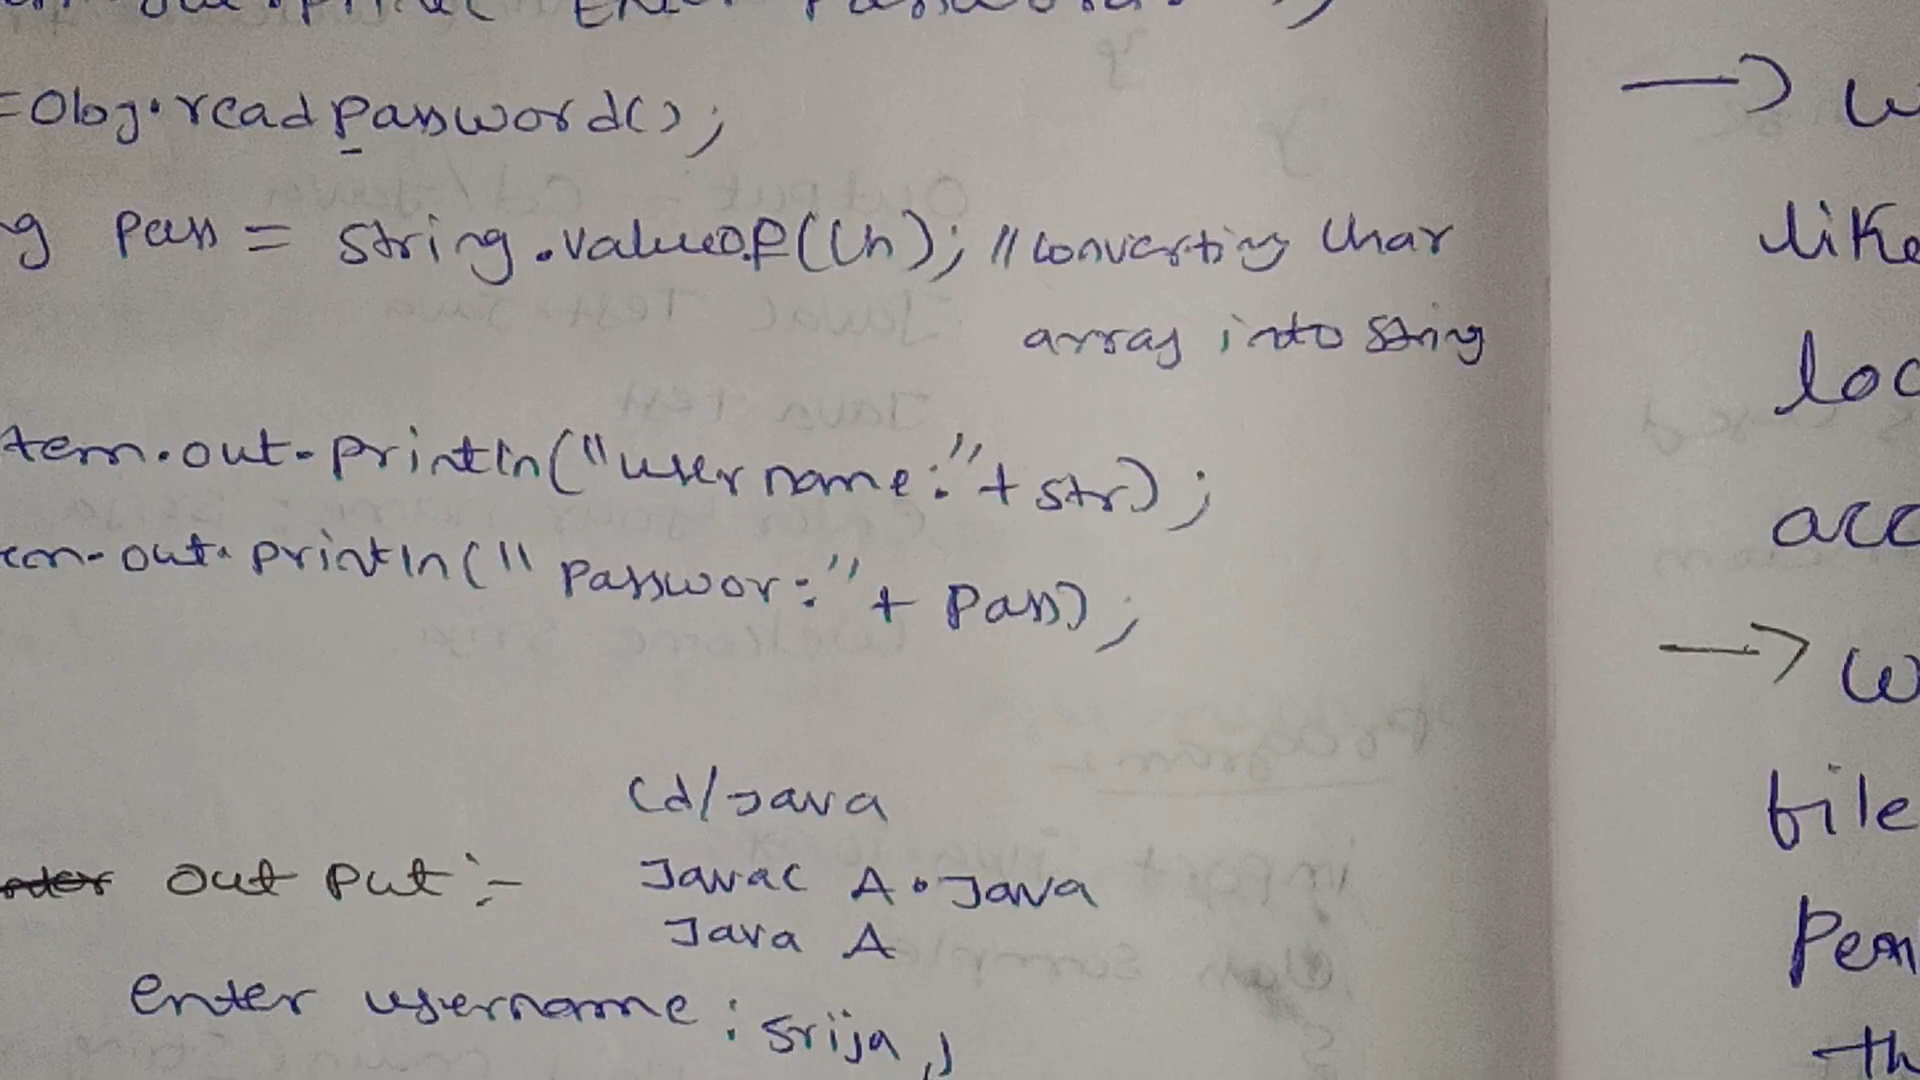 =Obj.readpassword();
g pass = string.valueof(ch); //converting char
array into string
tem.out.println("username:"+str);
em.out.println("Passwor:"+ pass);
cd/java
out put :-
Javac A.Java
Java A
enter username : srija
→ w
like
loc
acc
→ w
file
Pem
th